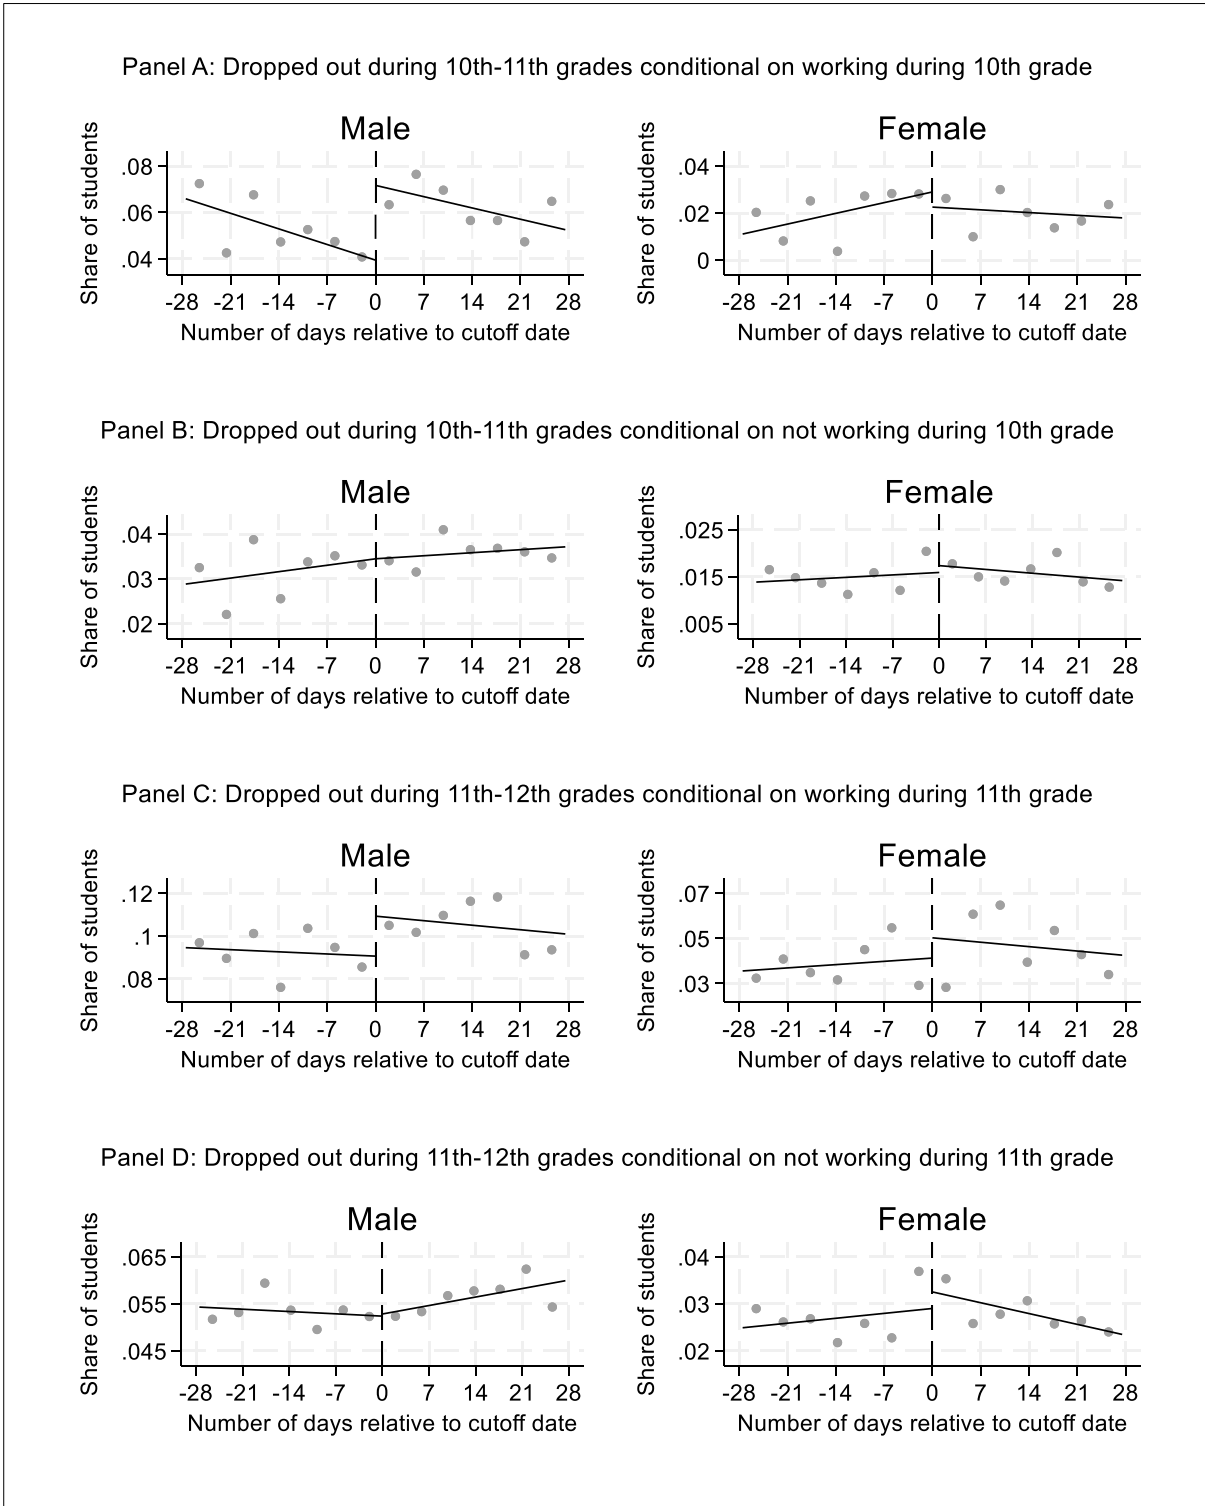 Panel A: Dropped out during 10th-11th grades conditional on working during 10th grade
Male
Share of students
.08
.06
.04
-28 -21 -14 -7 0 7 14 21 28
Number of days relative to cutoff date
Female
Share of students
.04
.02
0
-28 -21 -14 -7 0 7 14 21 28
Number of days relative to cutoff date
Panel B: Dropped out during 10th-11th grades conditional on not working during 10th grade
Male
Share of students
.04
.03
.02
-28 -21 -14 -7 0 7 14 21 28
Number of days relative to cutoff date
Female
Share of students
.025
.015
.005
-28 -21 -14 -7 0 7 14 21 28
Number of days relative to cutoff date
Panel C: Dropped out during 11th-12th grades conditional on working during 11th grade
Male
Share of students
.12
.1
.08
-28 -21 -14 -7 0 7 14 21 28
Number of days relative to cutoff date
Female
Share of students
.07
.05
.03
-28 -21 -14 -7 0 7 14 21 28
Number of days relative to cutoff date
Panel D: Dropped out during 11th-12th grades conditional on not working during 11th grade
Male
Share of students
.065
.055
.045
-28 -21 -14 -7 0 7 14 21 28
Number of days relative to cutoff date
Female
Share of students
.04
.03
.02
-28 -21 -14 -7 0 7 14 21 28
Number of days relative to cutoff date